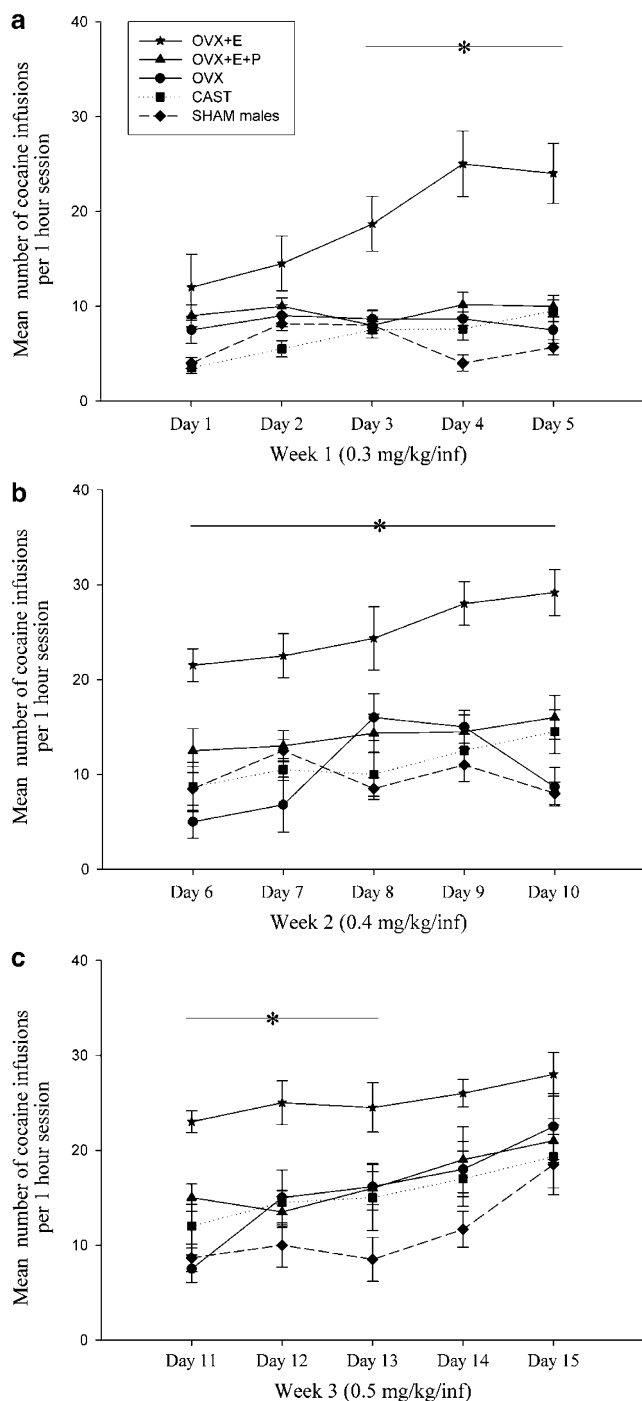 a
OVX+E
OVX+E+P
OVX
CAST
SHAM males
*
40
30
20
10
0
Mean number of cocaine infusions
per 1 hour session
Day 1 Day 2 Day 3 Day 4 Day 5
Week 1 (0.3 mg/kg/inf)
b
*
40
30
20
10
0
Mean number of cocaine infusions
per 1 hour session
Day 6 Day 7 Day 8 Day 9 Day 10
Week 2 (0.4 mg/kg/inf)
c
*
40
30
20
10
0
Mean number of cocaine infusions
per 1 hour session
Day 11 Day 12 Day 13 Day 14 Day 15
Week 3 (0.5 mg/kg/inf)